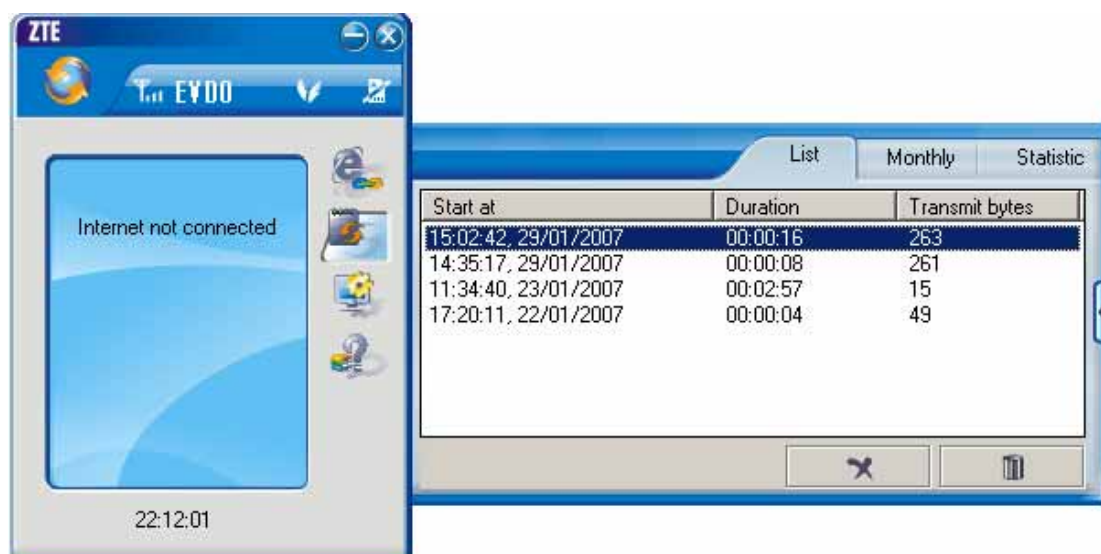 ZTE
EVDO
Internet not connected
22:12:01
List Monthly Statistic
Start at Duration Transmit bytes
15:02:42, 29/01/2007 00:00:16 263
14:35:17, 29/01/2007 00:00:08 261
11:34:40, 23/01/2007 00:02:57 15
17:20:11, 22/01/2007 00:00:04 49